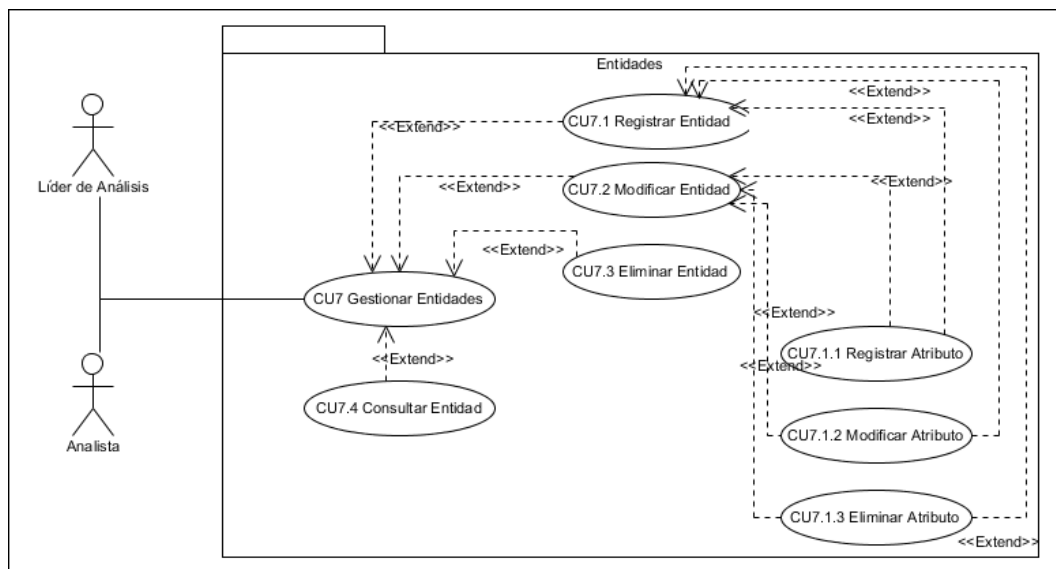 Entidades
<<Extend>>
CU7.1 Registrar Entidad
<<Extend>>
<<Extend>>
Líder de Análisis
<<Extend>>
CU7.2 Modificar Entidad
<<Extend>>
<<Extend>>
CU7.3 Eliminar Entidad
CU7 Gestionar Entidades
<<Extend>>
CU7.1.1 Registrar Atributo
<<Extend>>
<<Extend>>
CU7.4 Consultar Entidad
CU7.1.2 Modificar Atributo
Analista
CU7.1.3 Eliminar Atributo
<<Extend>>